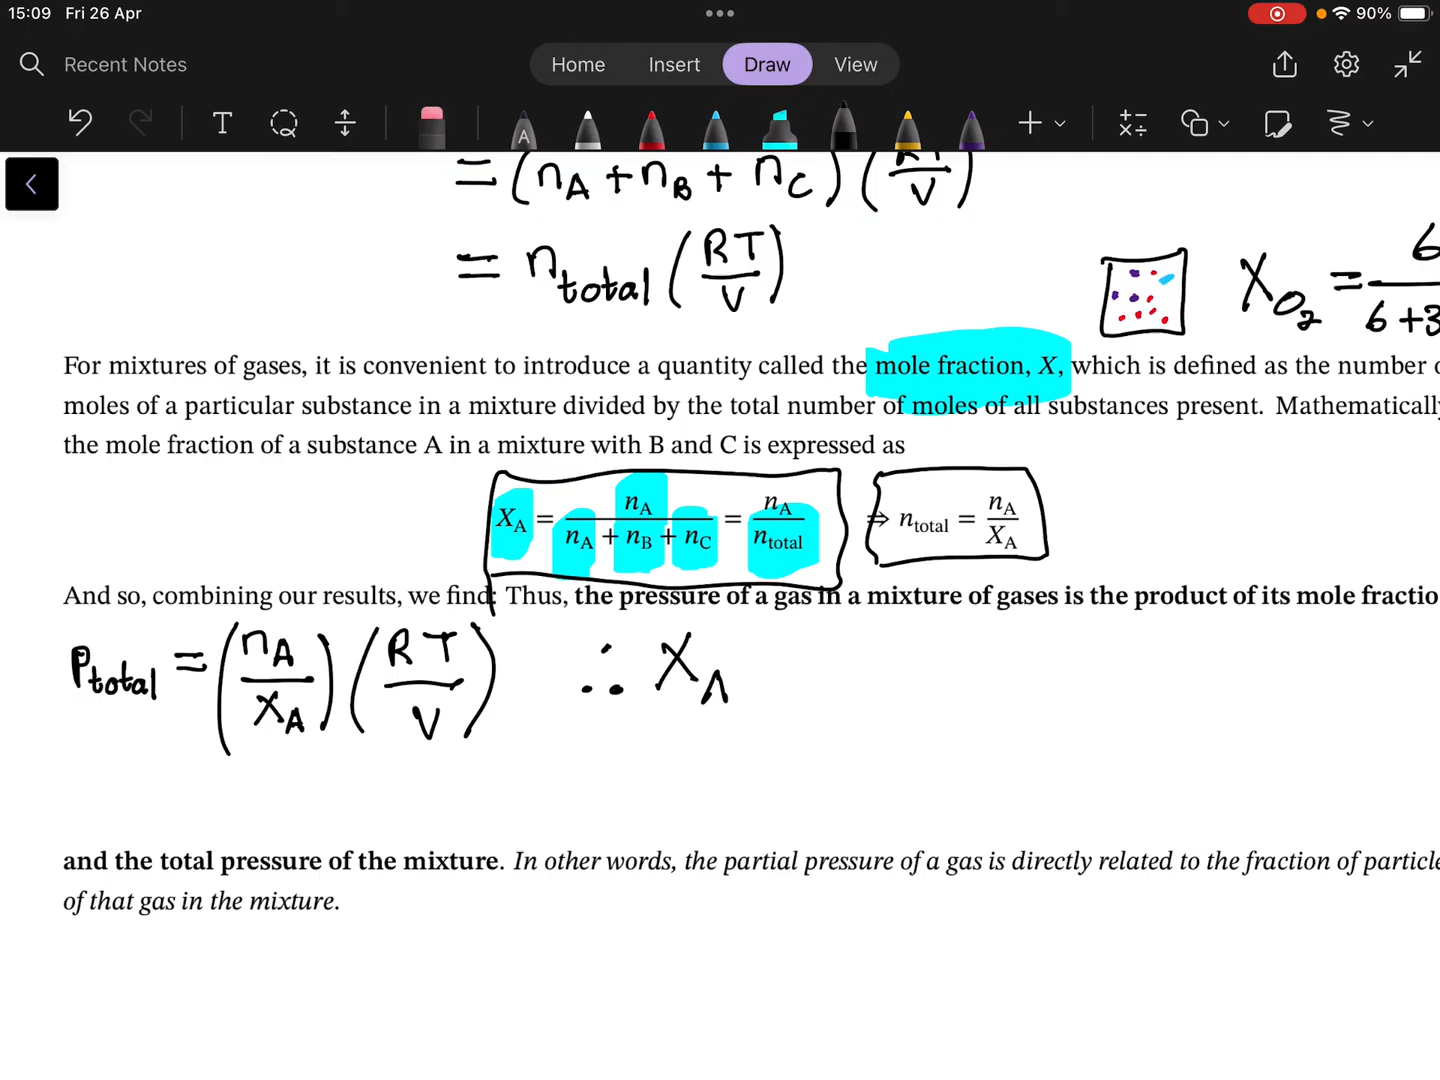 15:09 Fri 26 Apr 90%
Recent Notes Home Insert Draw View
T A
= (nA + nB + nC) (RT/V)
= ntotal (RT/V)
XO2 = 6/(6+3
For mixtures of gases, it is convenient to introduce a quantity called the mole fraction, X, which is defined as the number
moles of a particular substance in a mixture divided by the total number of moles of all substances present. Mathematically
the mole fraction of a substance A in a mixture with B and C is expressed as
XA = nA/(nA + nB + nC) = nA/ntotal ⇒ ntotal = nA/XA
And so, combining our results, we find: Thus, the pressure of a gas in a mixture of gases is the product of its mole fractio
Ptotal = (nA/XA) (RT/V) ∴ X
and the total pressure of the mixture. In other words, the partial pressure of a gas is directly related to the fraction of particle
of that gas in the mixture.